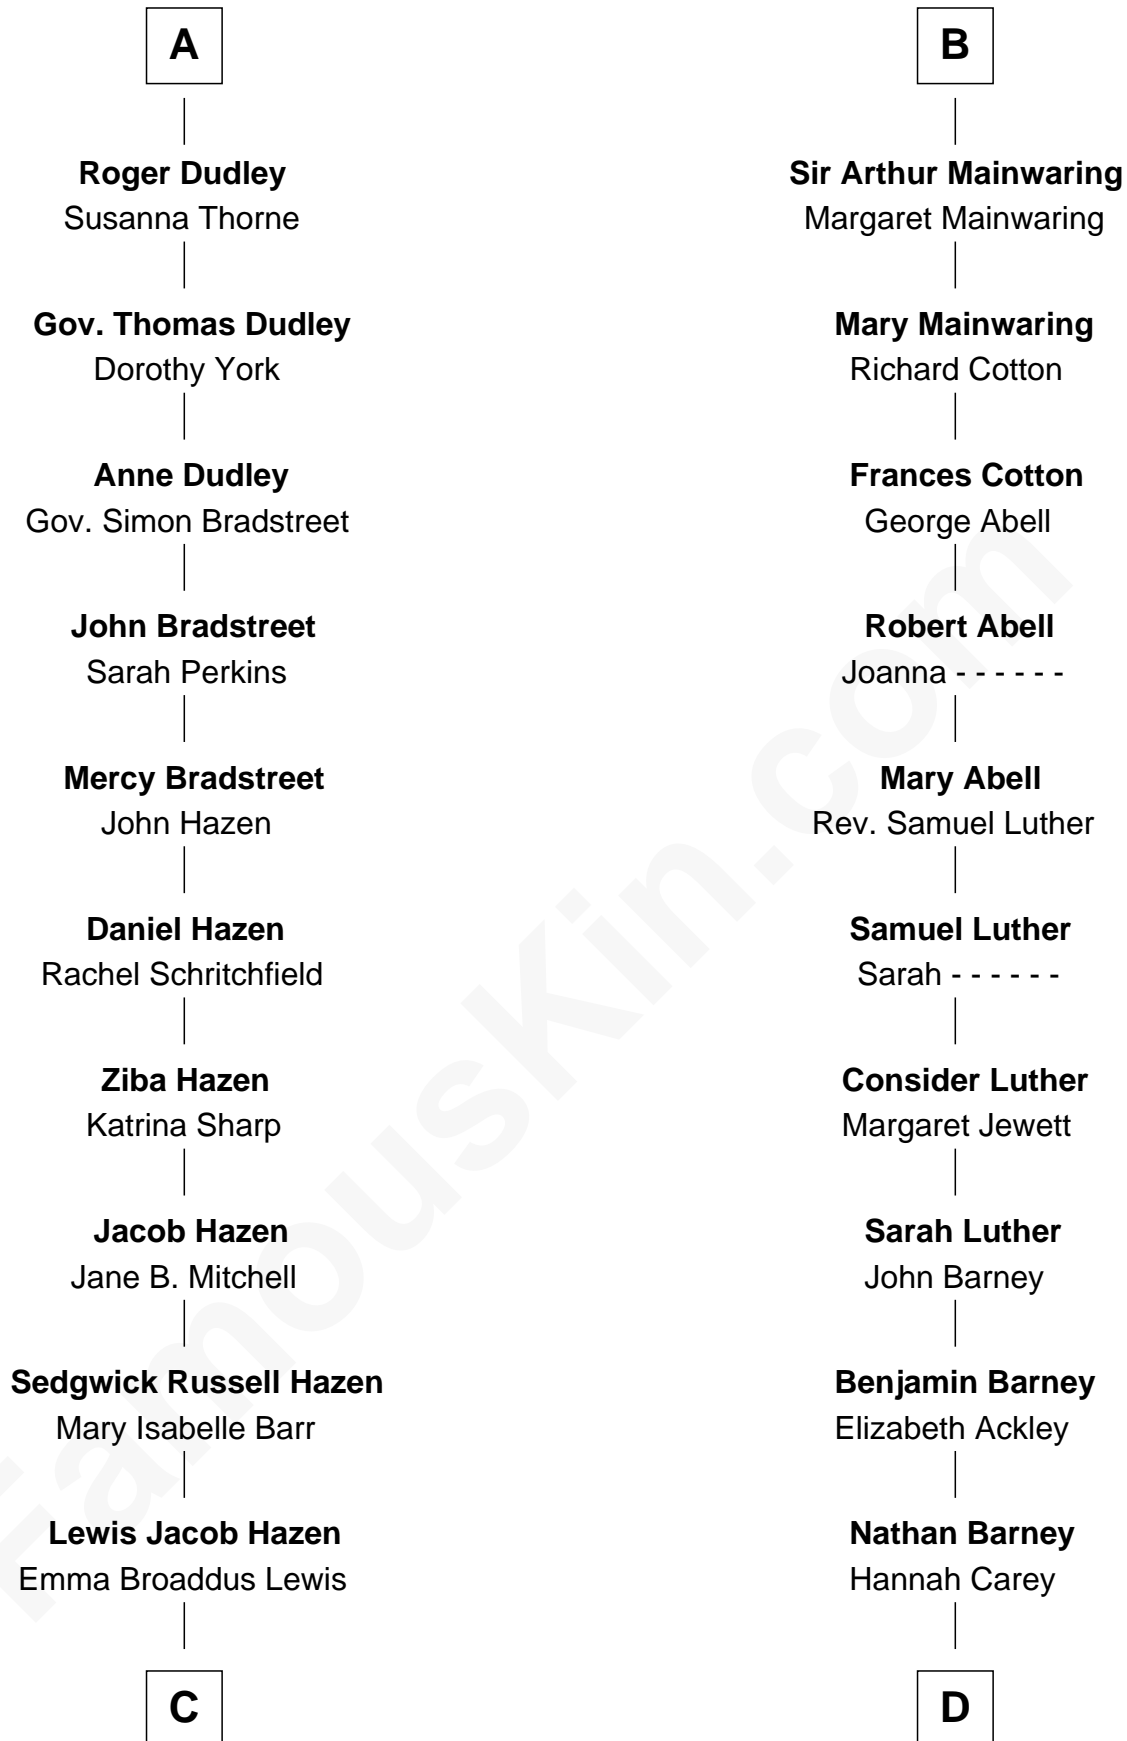 A
Roger Dudley
Susanna Thorne
Gov. Thomas Dudley
Dorothy York
Anne Dudley
Gov. Simon Bradstreet
John Bradstreet
Sarah Perkins
Mercy Bradstreet
John Hazen
Daniel Hazen
Rachel Schritchfield
Ziba Hazen
Katrina Sharp
Jacob Hazen
Jane B. Mitchell
Sedgwick Russell Hazen
Mary Isabelle Barr
Lewis Jacob Hazen
Emma Broaddus Lewis
C
B
Sir Arthur Mainwaring
Margaret Mainwaring
Mary Mainwaring
Richard Cotton
Frances Cotton
George Abell
Robert Abell
Joanna - - - - - -
Mary Abell
Rev. Samuel Luther
Samuel Luther
Sarah - - - - - -
Consider Luther
Margaret Jewett
Sarah Luther
John Barney
Benjamin Barney
Elizabeth Ackley
Nathan Barney
Hannah Carey
D
FamousKin.com